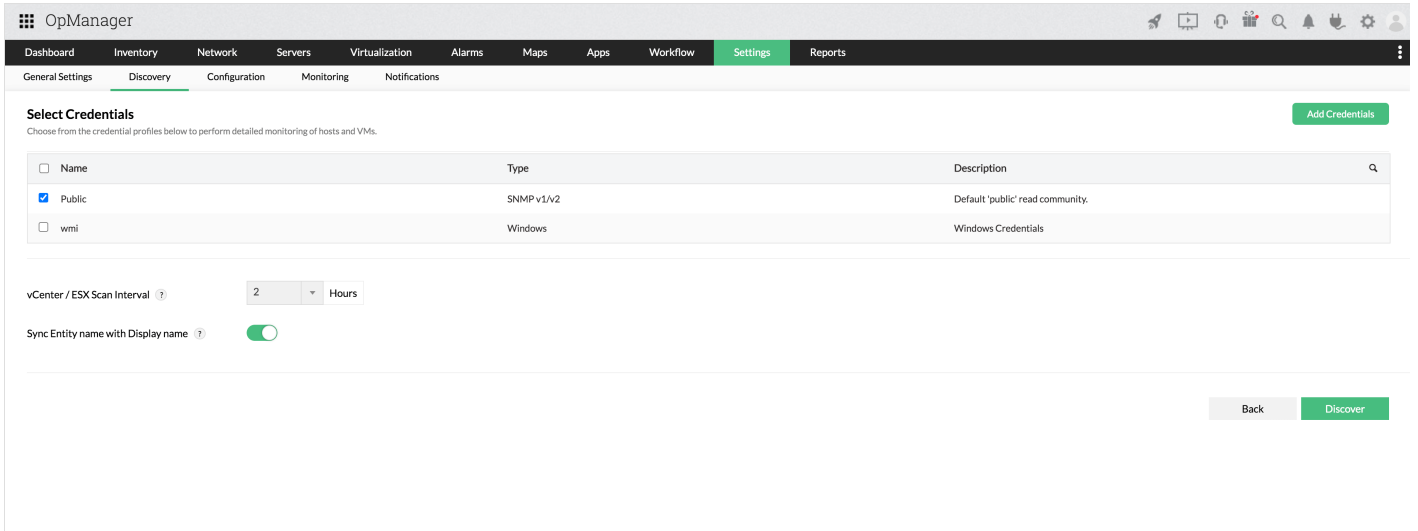 OpManager
Dashboard Inventory Network Servers Virtualization Alarms Maps Apps Workflow Settings Reports
General Settings Discovery Configuration Monitoring Notifications
Select Credentials
Add Credentials
Choose from the credential profiles below to perform detailed monitoring of hosts and VMs.
Name Type Description
Public SNMP v1/v2 Default 'public' read community.
wmi Windows Windows Credentials
vCenter / ESX Scan Interval ? 2 Hours
Sync Entity name with Display name ?
Back Discover